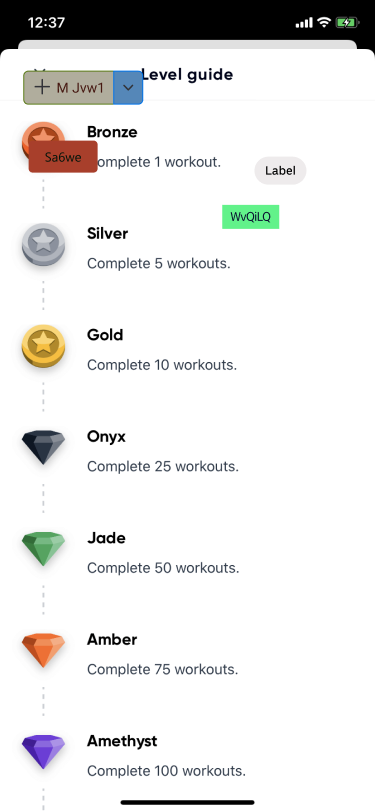 12:37
Level guide
M Jvw1
Bronze
Sa6we
Complete 1 workout.
Label
WvQiLQ
Silver
Complete 5 workouts.
Gold
Complete 10 workouts.
Onyx
Complete 25 workouts.
Jade
Complete 50 workouts.
Amber
Complete 75 workouts.
Amethyst
Complete 100 workouts.